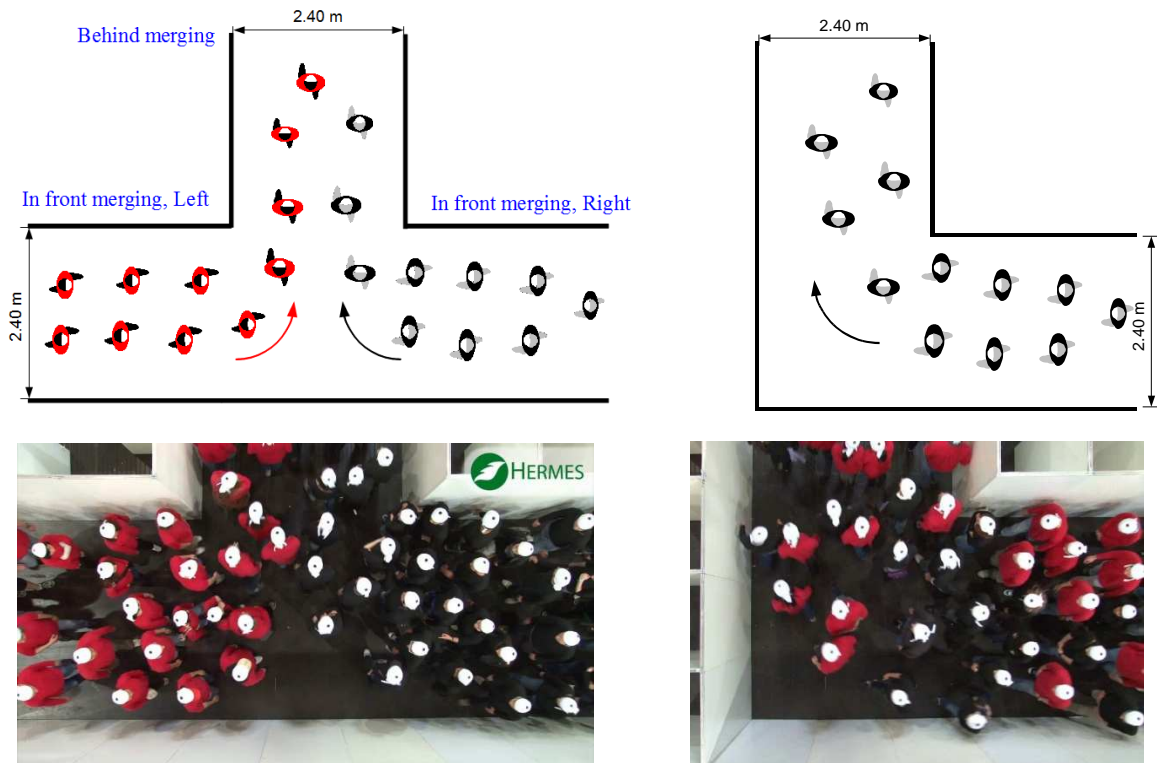 2.40 m
Behind merging
In front merging, Left
In front merging, Right
2.40 m
2.40 m
2.40 m
HERMES